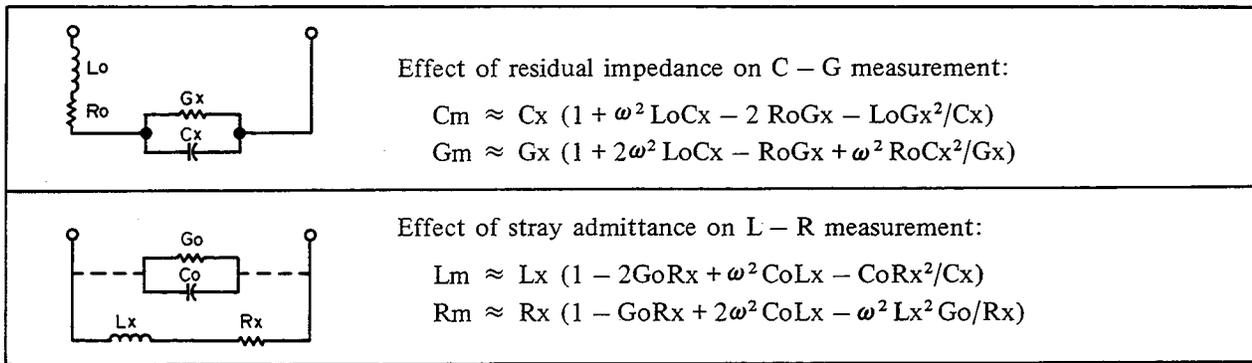 Lo
Ro
Gx
Cx
Effect of residual impedance on C – G measurement:
Cm ≈ Cx (1 + ω² LoCx – 2 RoGx – LoGx²/Cx)
Gm ≈ Gx (1 + 2ω² LoCx – RoGx + ω² RoCx²/Gx)
Go
Co
Lx
Rx
Effect of stray admittance on L – R measurement:
Lm ≈ Lx (1 – 2GoRx + ω² CoLx – CoRx²/Cx)
Rm ≈ Rx (1 – GoRx + 2ω² CoLx – ω² Lx² Go/Rx)